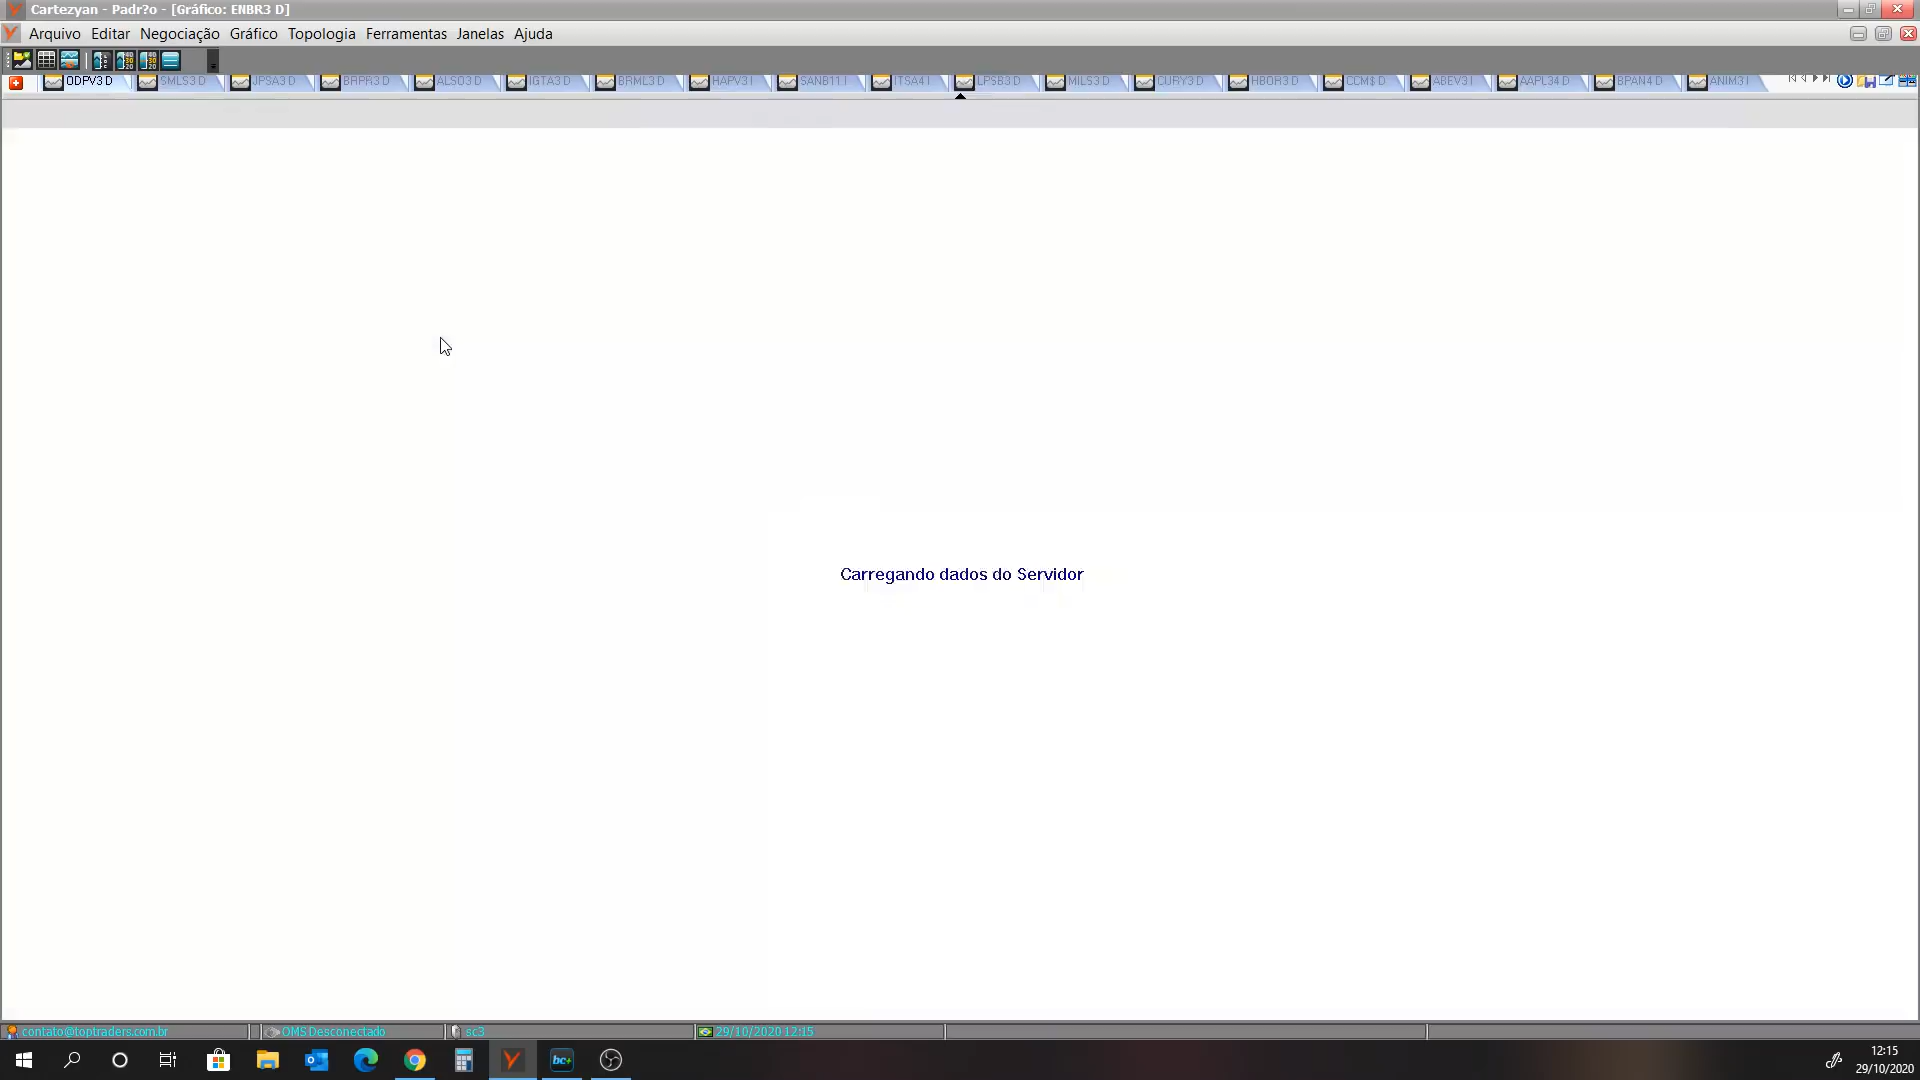 Cartezyan - Padr?o - [Gráfico: ENBR3 D]
Arquivo Editar Negociação Gráfico Topologia Ferramentas Janelas Ajuda
ODPV3 D SMLS3 D JPSA3 D BRPR3 D ALSO3 D IGTA3 D BRML3 D HAPV3 I SANB11 I ITSA4 I LPSB3 D MILS3 D CURY3 D HBOR3 D CCM$ D ABEV3 I AAPL34 D BPAN4 D ANIM3 I
Carregando dados do Servidor
contato@toptraders.com.br OMS Desconectado sc3 29/10/2020 12:15
bc+
12:15
29/10/2020